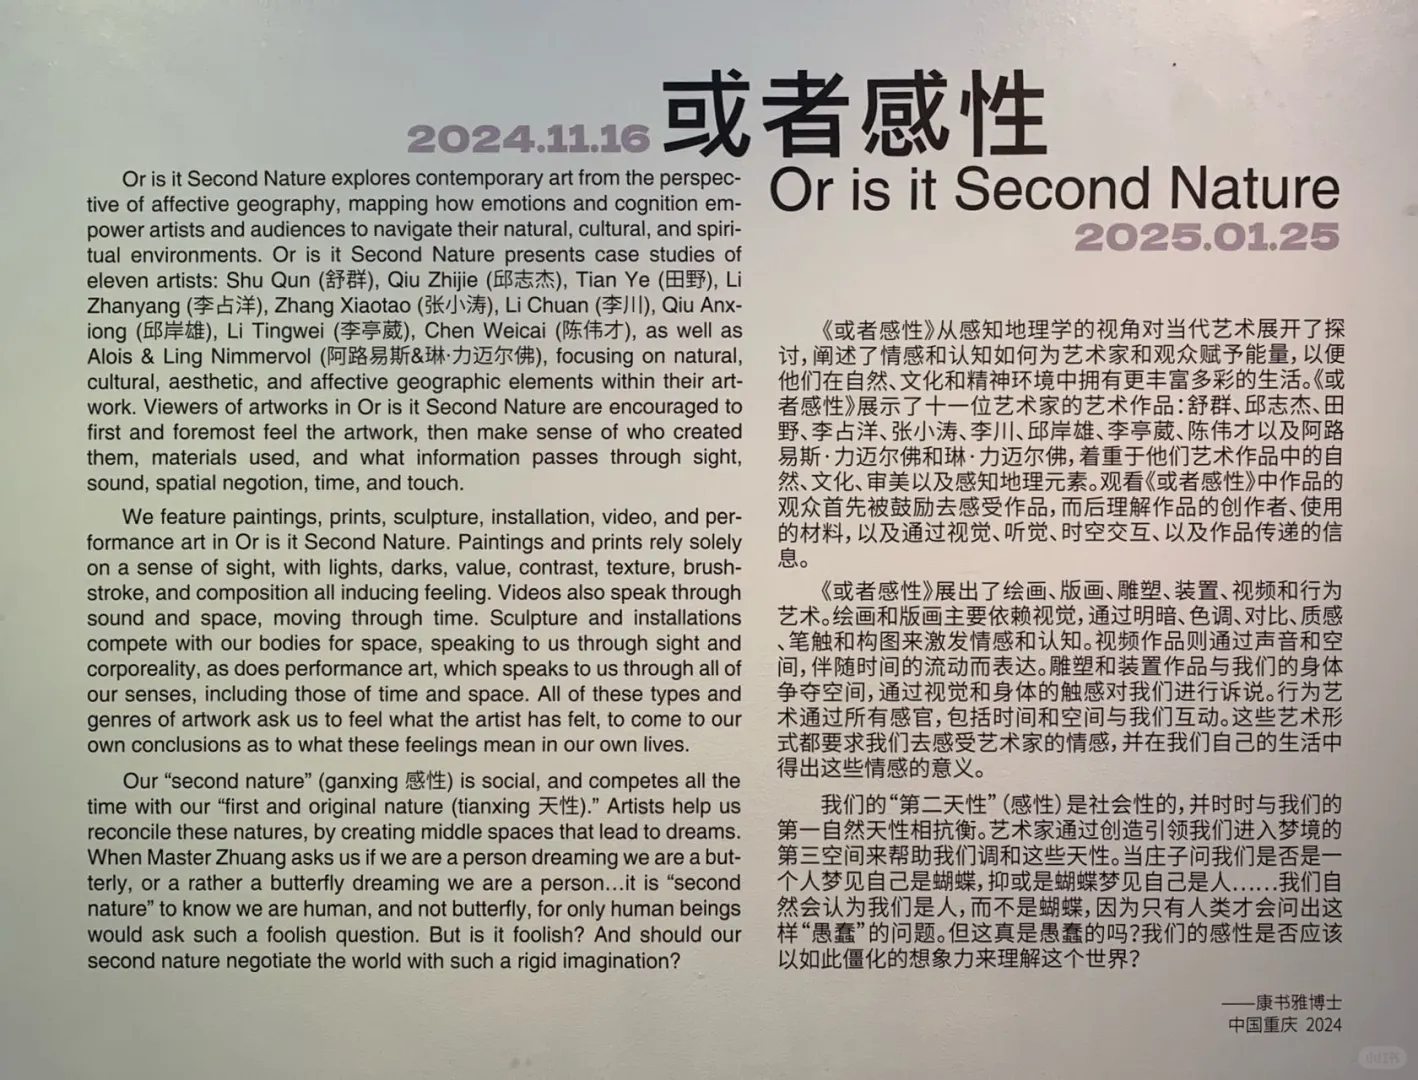 2024.11.16
或者感性
Or is it Second Nature
2025.01.25
Or is it Second Nature explores contemporary art from the perspec-
tive of affective geography, mapping how emotions and cognition em-
power artists and audiences to navigate their natural, cultural, and spiri-
tual environments. Or is it Second Nature presents case studies of
eleven artists: Shu Qun (舒群), Qiu Zhijie (邱志杰), Tian Ye (田野), Li
Zhanyang (李占洋), Zhang Xiaotao (张小涛), Li Chuan (李川), Qiu Anx-
iong (邱岸雄), Li Tingwei (李亭葳), Chen Weicai (陈伟才), as well as
Alois & Ling Nimmervol (阿路易斯&琳·力迈尔佛), focusing on natural,
cultural, aesthetic, and affective geographic elements within their art-
work. Viewers of artworks in Or is it Second Nature are encouraged to
first and foremost feel the artwork, then make sense of who created
them, materials used, and what information passes through sight,
sound, spatial negotion, time, and touch.
We feature paintings, prints, sculpture, installation, video, and per-
formance art in Or is it Second Nature. Paintings and prints rely solely
on a sense of sight, with lights, darks, value, contrast, texture, brush-
stroke, and composition all inducing feeling. Videos also speak through
sound and space, moving through time. Sculpture and installations
compete with our bodies for space, speaking to us through sight and
corporeality, as does performance art, which speaks to us through all of
our senses, including those of time and space. All of these types and
genres of artwork ask us to feel what the artist has felt, to come to our
own conclusions as to what these feelings mean in our own lives.
Our “second nature” (ganxing 感性) is social, and competes all the
time with our “first and original nature (tianxing 天性).” Artists help us
reconcile these natures, by creating middle spaces that lead to dreams.
When Master Zhuang asks us if we are a person dreaming we are a but-
terly, or a rather a butterfly dreaming we are a person…it is “second
nature” to know we are human, and not butterfly, for only human beings
would ask such a foolish question. But is it foolish? And should our
second nature negotiate the world with such a rigid imagination?
《或者感性》从感知地理学的视角对当代艺术展开了探
讨，阐述了情感和认知如何为艺术家和观众赋予能量，以便
他们在自然、文化和精神环境中拥有更丰富多彩的生活。《或
者感性》展示了十一位艺术家的艺术作品：舒群、邱志杰、田
野、李占洋、张小涛、李川、邱岸雄、李亭葳、陈伟才以及阿路
易斯·力迈尔佛和琳·力迈尔佛，着重于他们艺术作品中的自
然、文化、审美以及感知地理元素。观看《或者感性》中作品的
观众首先被鼓励去感受作品，而后理解作品的创作者、使用
的材料，以及通过视觉、听觉、时空交互、以及作品传递的信
息。
《或者感性》展出了绘画、版画、雕塑、装置、视频和行为
艺术。绘画和版画主要依赖视觉，通过明暗、色调、对比、质感
、笔触和构图来激发情感和认知。视频作品则通过声音和空
间，伴随时间的流动而表达。雕塑和装置作品与我们的身体
争夺空间，通过视觉和身体的触感对我们进行诉说。行为艺
术通过所有感官，包括时间和空间与我们互动。这些艺术形
式都要求我们去感受艺术家的情感，并在我们自己的生活中
得出这些情感的意义。
我们的“第二天性”（感性）是社会性的，并时时与我们的
第一自然天性相抗衡。艺术家通过创造引领我们进入梦境的
第三空间来帮助我们调和这些天性。当庄子问我们是否是一
个人梦见自己是蝴蝶，抑或是蝴蝶梦见自己是人……我们自
然会认为我们是人，而不是蝴蝶，因为只有人类才会问出这
样“愚蠢”的问题。但这真是愚蠢的吗？我们的感性是否应该
以如此僵化的想象力来理解这个世界？
——康书雅博士
中国重庆 2024
小红书